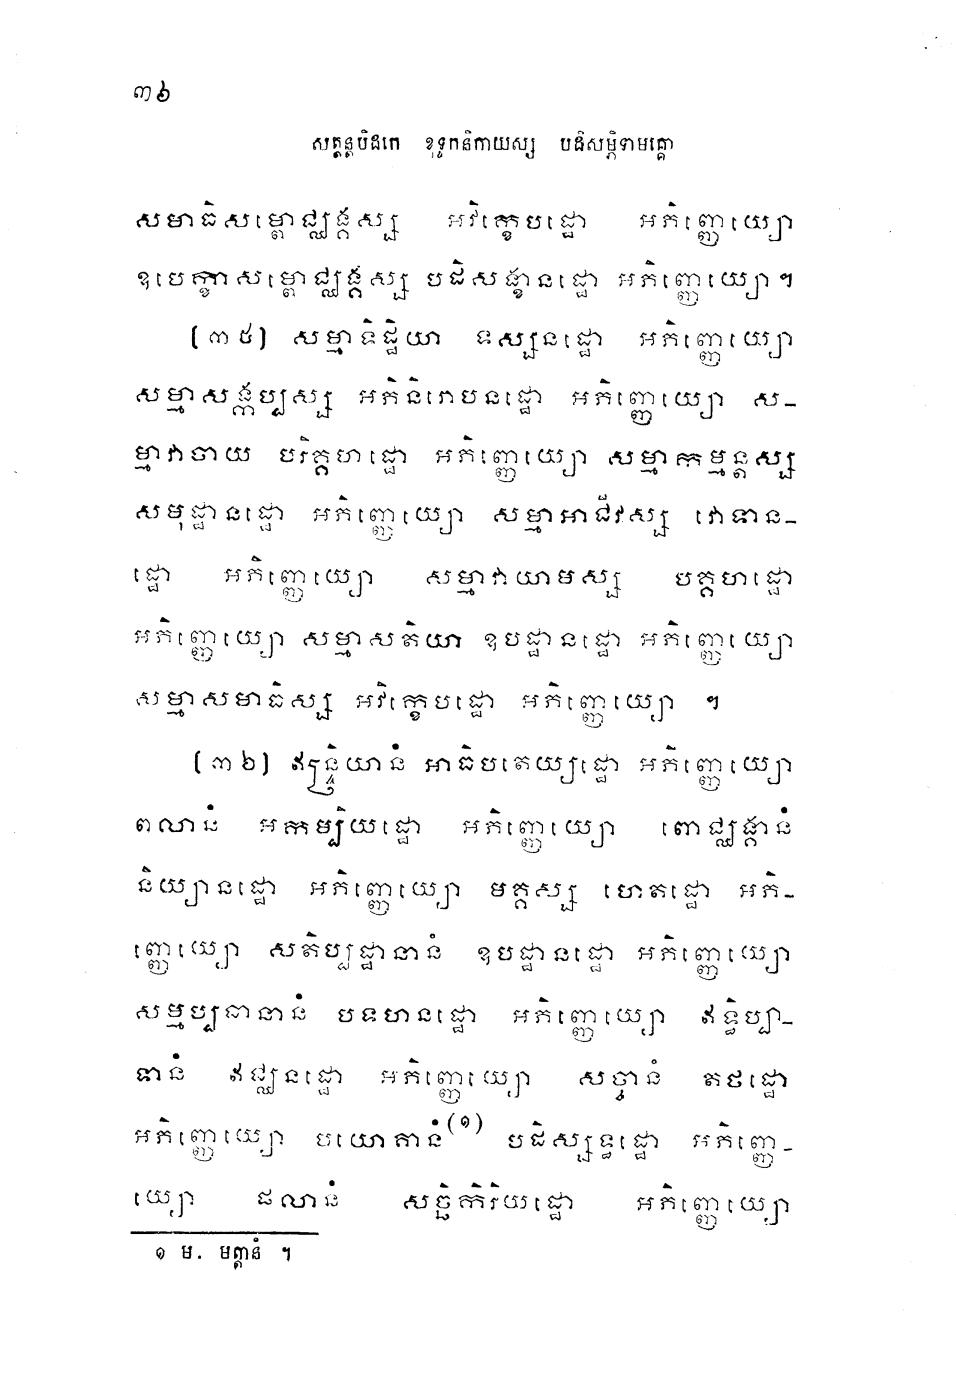 ៣៦
សុត្តន្តបិដកេ ខុទ្ទកនិកាយស្ស បដិសម្ភិទាមគ្គោ
សមាធិសម្ពោជ្ឈង្គស្ស អវិក្ខេបដ្ឋោ អភិញ្ញេយ្យោ
ឧបេក្ខាសម្ពោជ្ឈង្គស្ស បដិសង្ខានដ្ឋោ អភិញ្ញេយ្យោ។
(៣៥) សម្មាទិដ្ឋិយា ទស្សនដ្ឋោ អភិញ្ញេយ្យោ
សម្មាសង្កប្បស្ស អភិនិរោបនដ្ឋោ អភិញ្ញេយ្យោ ស-
ម្មាវាចាយ បរិគ្គហដ្ឋោ អភិញ្ញេយ្យោ សម្មាកម្មន្តស្ស
សមុដ្ឋានដ្ឋោ អភិញ្ញេយ្យោ សម្មាអាជីវស្ស វោទាន-
ដ្ឋោ អភិញ្ញេយ្យោ សម្មាវាយាមស្ស បគ្គហដ្ឋោ
អភិញ្ញេយ្យោ សម្មាសតិយា ឧបដ្ឋានដ្ឋោ អភិញ្ញេយ្យោ
សម្មាសមាធិស្ស អវិក្ខេបដ្ឋោ អភិញ្ញេយ្យោ ។
(៣៦) ឥន្ទ្រិយានំ អាធិបតេយ្យដ្ឋោ អភិញ្ញេយ្យោ
ពលានំ អកម្បិយដ្ឋោ អភិញ្ញេយ្យោ ពោជ្ឈង្គានំ
និយ្យានដ្ឋោ អភិញ្ញេយ្យោ មគ្គស្ស ហេតដ្ឋោ អភិ-
ញ្ញេយ្យោ សតិប្បដ្ឋានានំ ឧបដ្ឋានដ្ឋោ អភិញ្ញេយ្យោ
សម្មប្បធានានំ បទហនដ្ឋោ អភិញ្ញេយ្យោ ឥទ្ធិប្បា-
ទានំ ឥជ្ឈនដ្ឋោ អភិញ្ញេយ្យោ សច្ចានំ តថដ្ឋោ
អភិញ្ញេយ្យោ បយោគានំ(១) បដិស្សទ្ធដ្ឋោ អភិញ្ញេ-
យ្យោ ផលានំ សច្ឆិកិរិយដ្ឋោ អភិញ្ញេយ្យោ
១ ម. មគ្គានំ ។